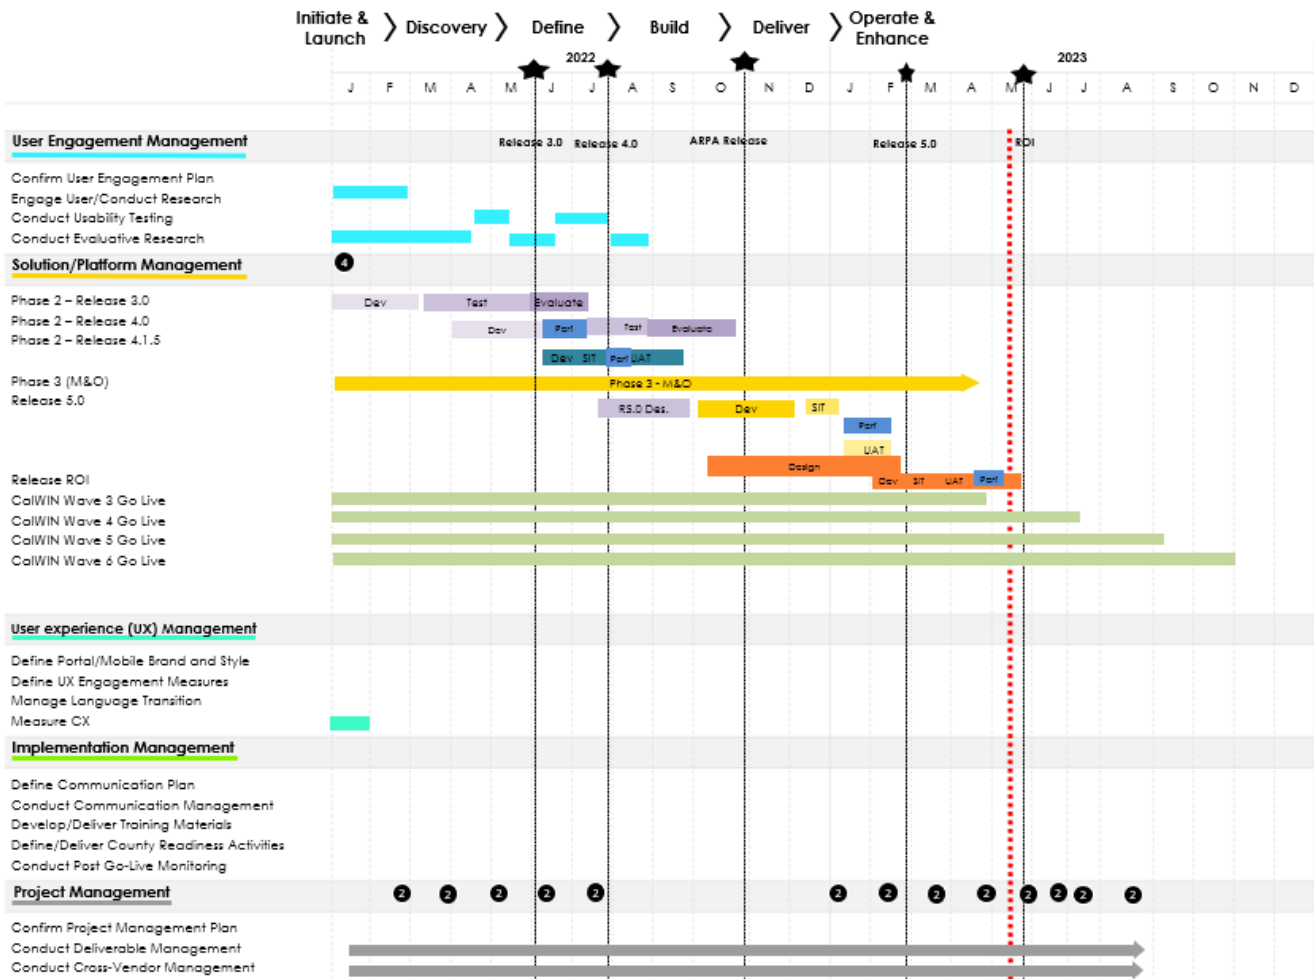 Initiate & Launch
Discovery
Define
Build
Deliver
Operate & Enhance
2022
2023
J F M A M J J A S O N D J F M A M J J A S O N D
User Engagement Management
Release 3.0
Release 4.0
ARPA Release
Release 5.0
ROI
Confirm User Engagement Plan
Engage User/Conduct Research
Conduct Usability Testing
Conduct Evaluative Research
Solution/Platform Management
4
Phase 2 – Release 3.0
Dev Test Evaluate
Phase 2 – Release 4.0
Dev Perf Test Evaluate
Phase 2 – Release 4.1.5
Dev SIT Perf UAT
Phase 3 (M&O)
Phase 3 - M&O
Release 5.0
R5.0 Des. Dev SIT
Perf
UAT
Design
Release ROI
Dev SIT UAT Perf
CalWIN Wave 3 Go Live
CalWIN Wave 4 Go Live
CalWIN Wave 5 Go Live
CalWIN Wave 6 Go Live
User experience (UX) Management
Define Portal/Mobile Brand and Style
Define UX Engagement Measures
Manage Language Transition
Measure CX
Implementation Management
Define Communication Plan
Conduct Communication Management
Develop/Deliver Training Materials
Define/Deliver County Readiness Activities
Conduct Post Go-Live Monitoring
Project Management
2 2 2 2 2 2 2 2 2 2 2 2 2
Confirm Project Management Plan
Conduct Deliverable Management
Conduct Cross-Vendor Management